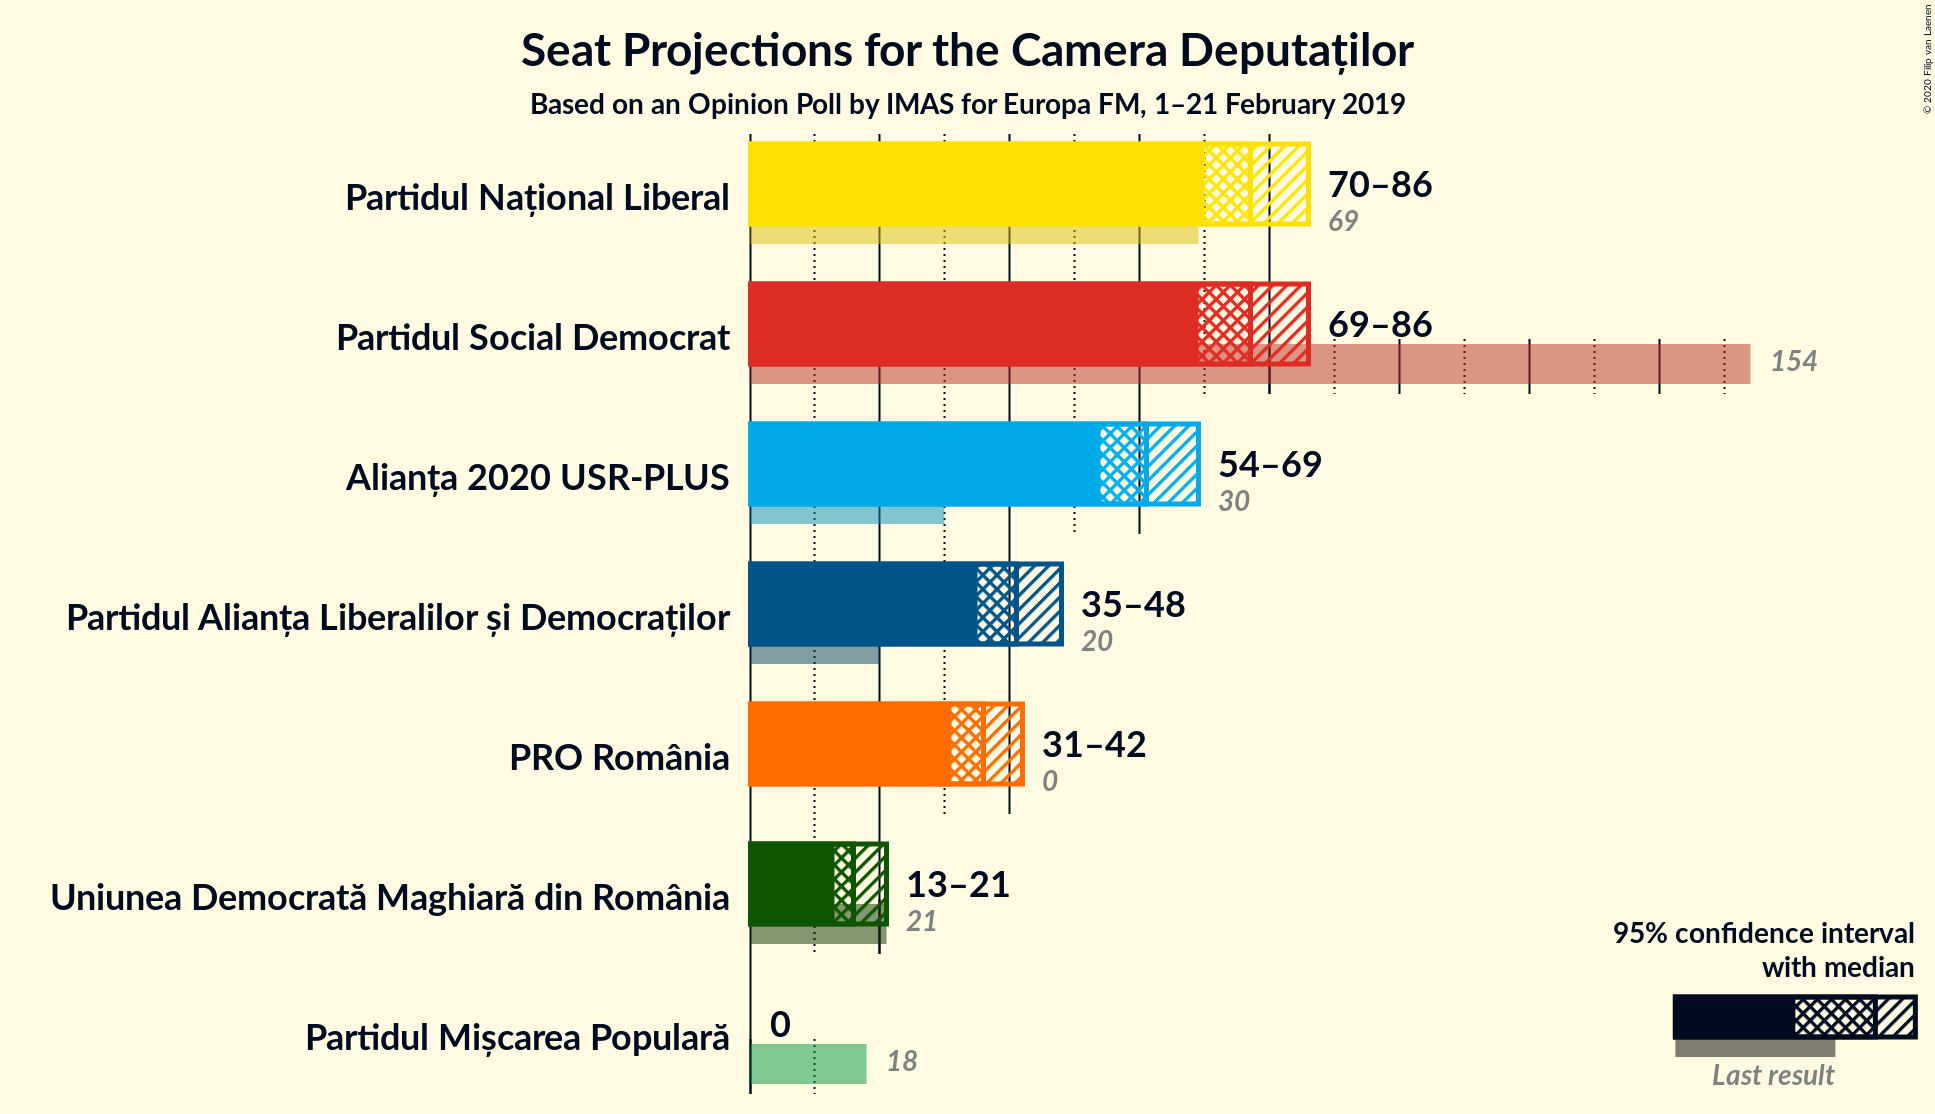 Seat Projections for the Camera Deputaților
Based on an Opinion Poll by IMAS for Europa FM, 1–21 February 2019
© 2020 Filip van Laenen
Partidul Național Liberal
70–86
69
Partidul Social Democrat
69–86
154
Alianța 2020 USR-PLUS
54–69
30
Partidul Alianța Liberalilor și Democraților
35–48
20
PRO România
31–42
0
Uniunea Democrată Maghiară din România
13–21
21
Partidul Mișcarea Populară
0
18
95% confidence interval
with median
Last result